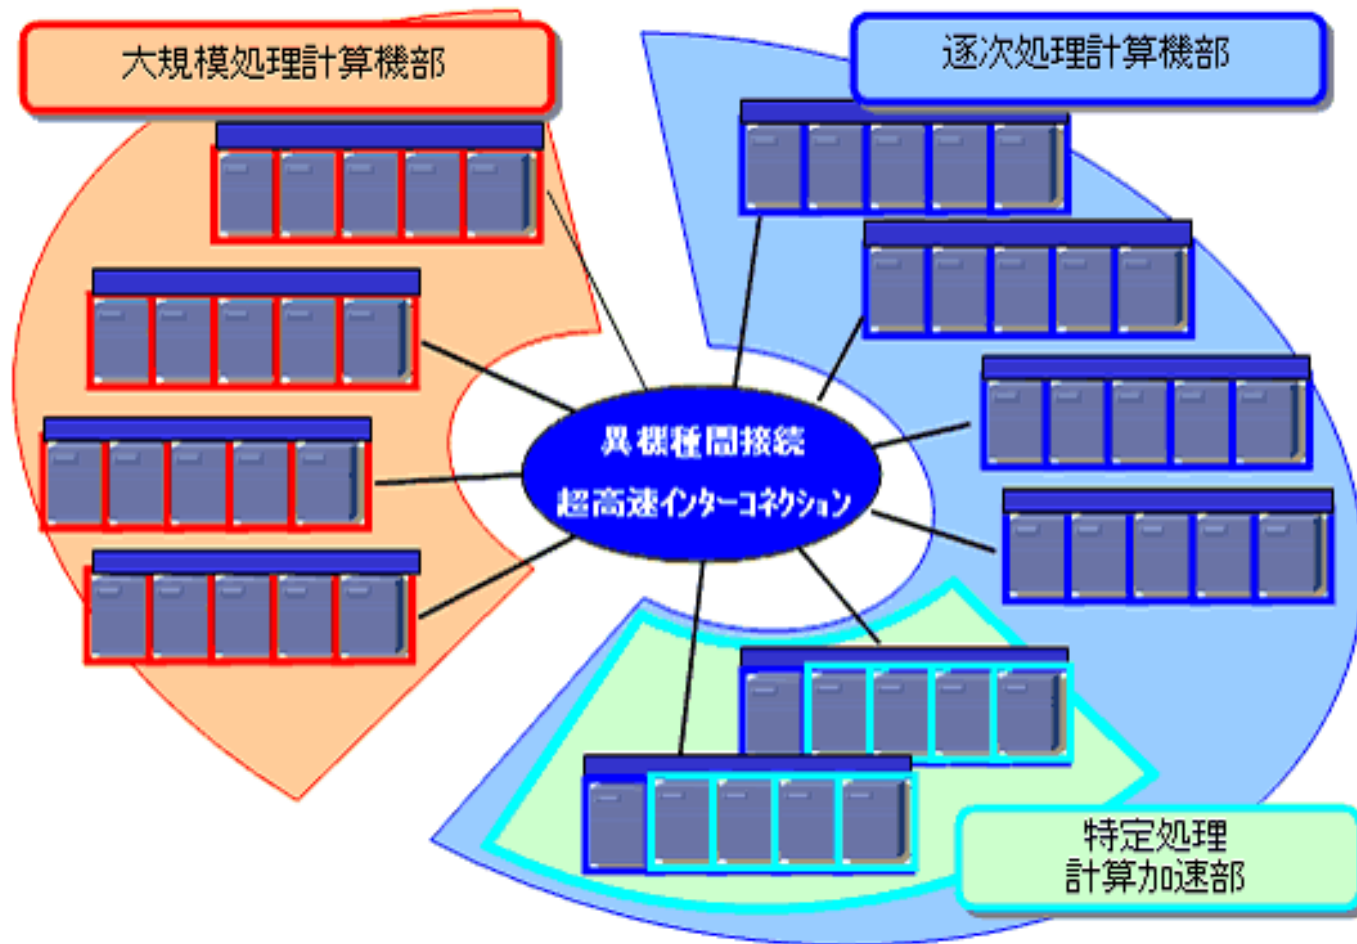 大規模処理計算機部
逐次処理計算機部
異機種間接続
超高速インターコネクション
特定処理
計算加速部